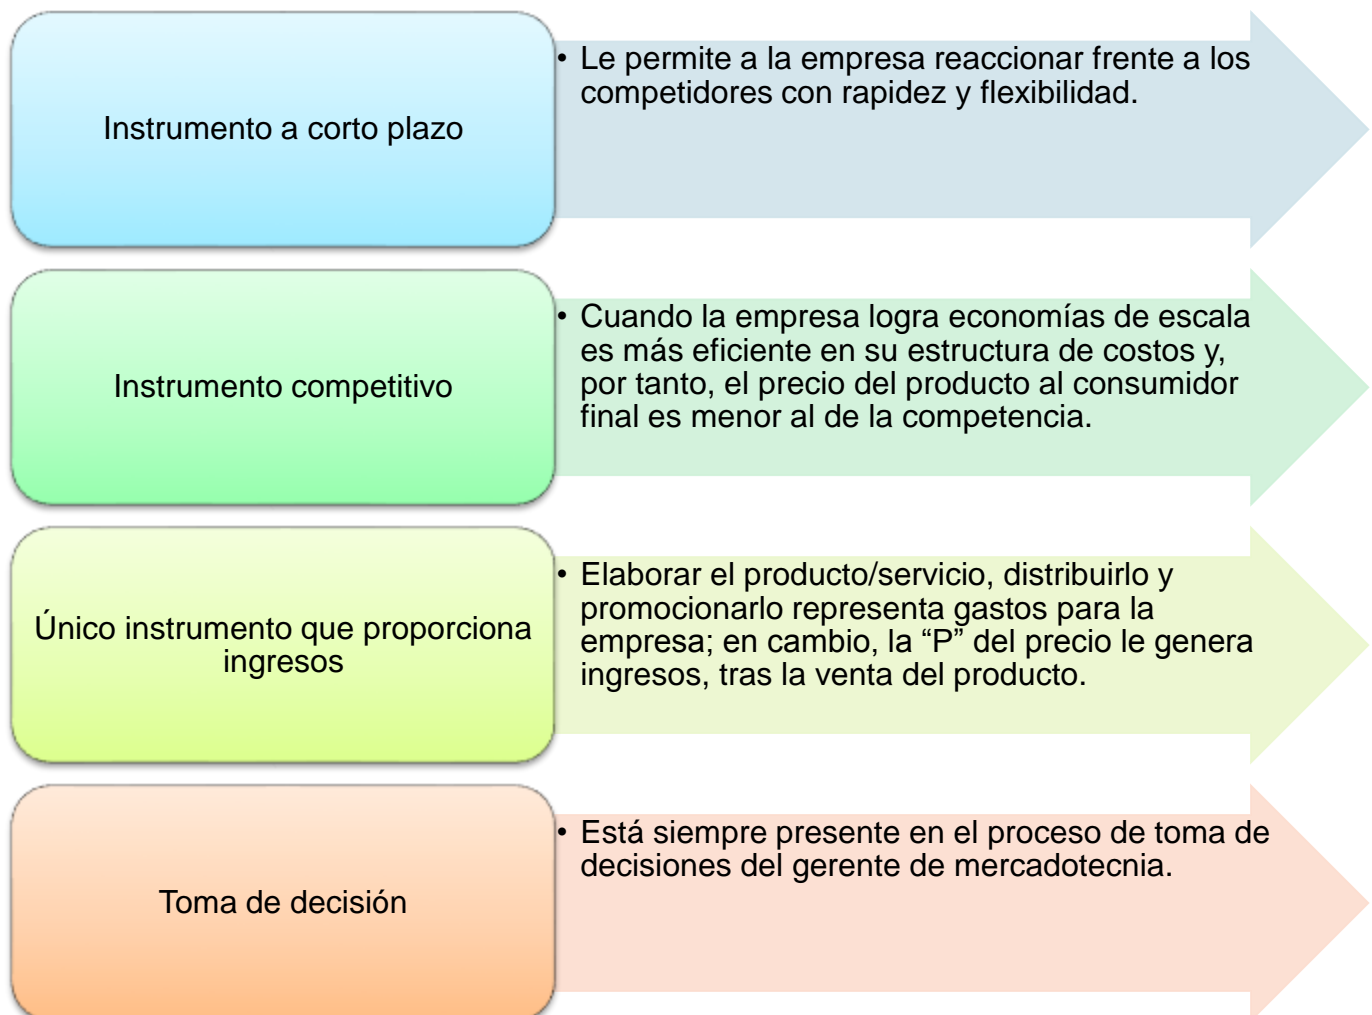 Instrumento a corto plazo
• Le permite a la empresa reaccionar frente a los
competidores con rapidez y flexibilidad.
Instrumento competitivo
• Cuando la empresa logra economías de escala
es más eficiente en su estructura de costos y,
por tanto, el precio del producto al consumidor
final es menor al de la competencia.
Único instrumento que proporciona
ingresos
• Elaborar el producto/servicio, distribuirlo y
promocionarlo representa gastos para la
empresa; en cambio, la “P” del precio le genera
ingresos, tras la venta del producto.
Toma de decisión
• Está siempre presente en el proceso de toma de
decisiones del gerente de mercadotecnia.